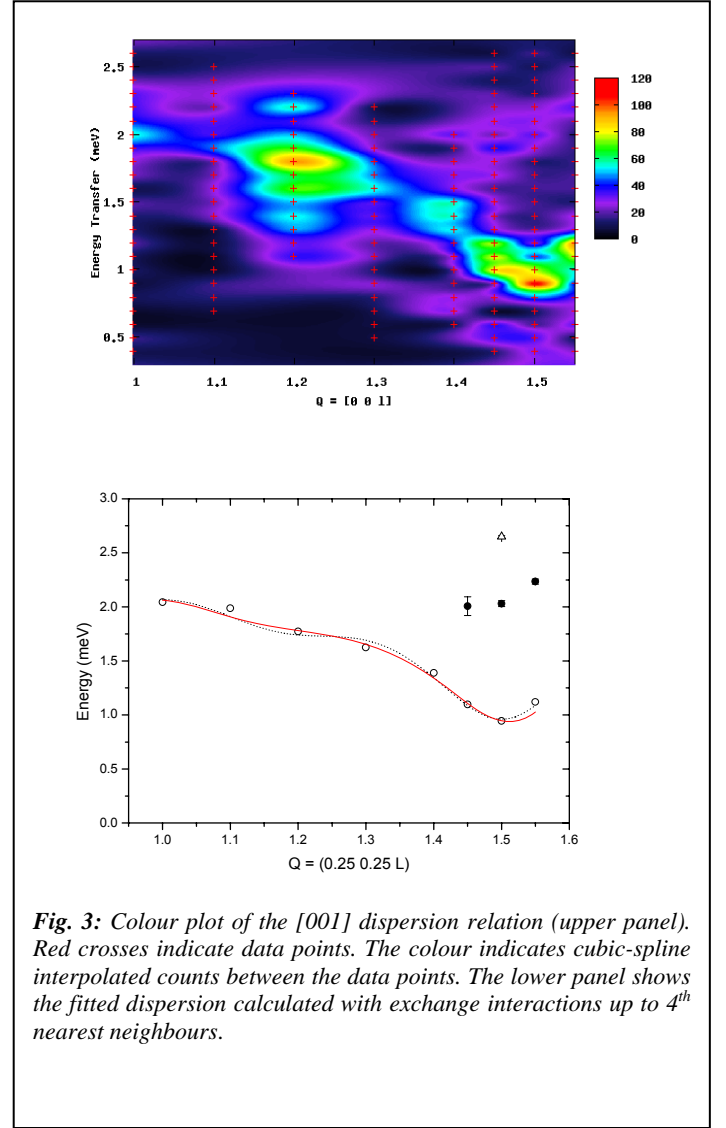 2.5
2
1.5
1
0.5
Energy Transfer (meV)
1 1.1 1.2 1.3 1.4 1.5
Q = [0 0 l]
120
100
80
60
40
20
0
3.0
2.5
2.0
1.5
1.0
0.5
0.0
Energy (meV)
1.0 1.1 1.2 1.3 1.4 1.5 1.6
Q = (0.25 0.25 L)
Fig. 3: Colour plot of the [001] dispersion relation (upper panel).
Red crosses indicate data points. The colour indicates cubic-spline
interpolated counts between the data points. The lower panel shows
the fitted dispersion calculated with exchange interactions up to 4th
nearest neighbours.